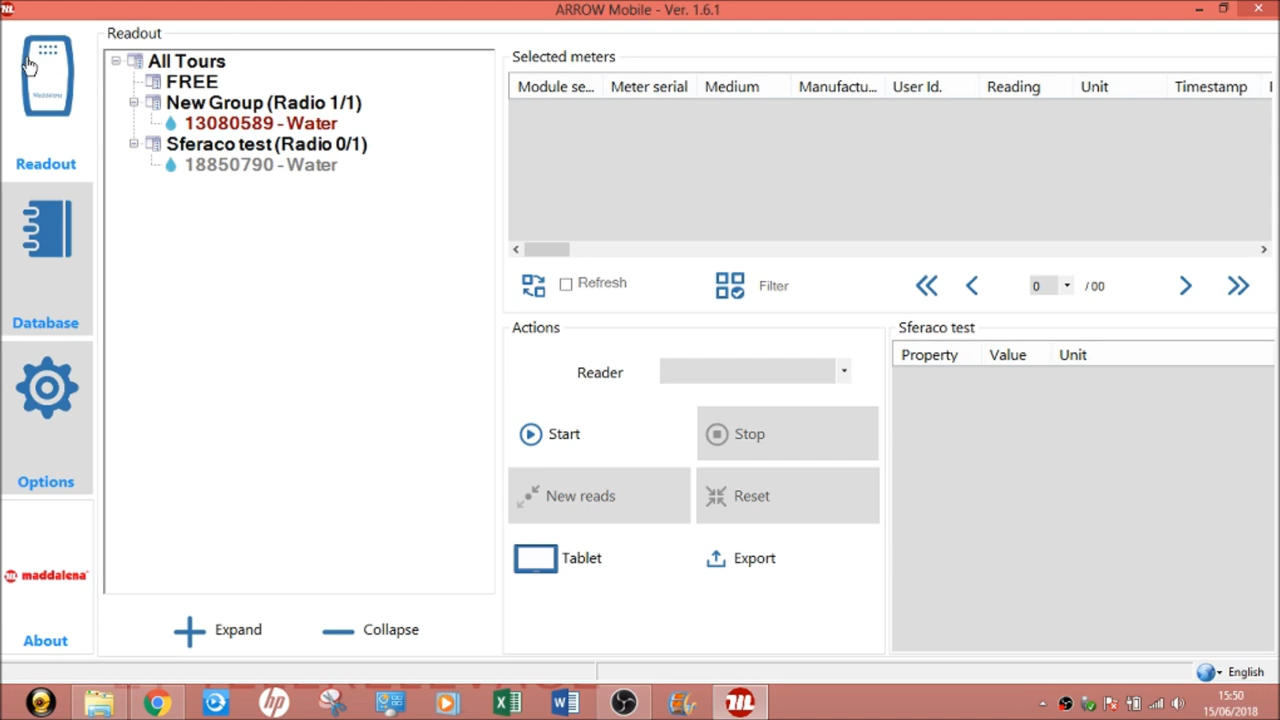 ARROW Mobile - Ver. 1.6.1
Readout
Database
Options
maddalena
About
Readout
All Tours
FREE
New Group (Radio 1/1)
13080589 - Water
Sferaco test (Radio 0/1)
18850790 - Water
Expand
Collapse
Selected meters
Module se... Meter serial Medium Manufactu... User Id. Reading Unit Timestamp
Refresh
Filter
0 / 00
Actions
Reader
Start
Stop
New reads
Reset
Tablet
Export
Sferaco test
Property Value Unit
English
15:50
15/06/2018